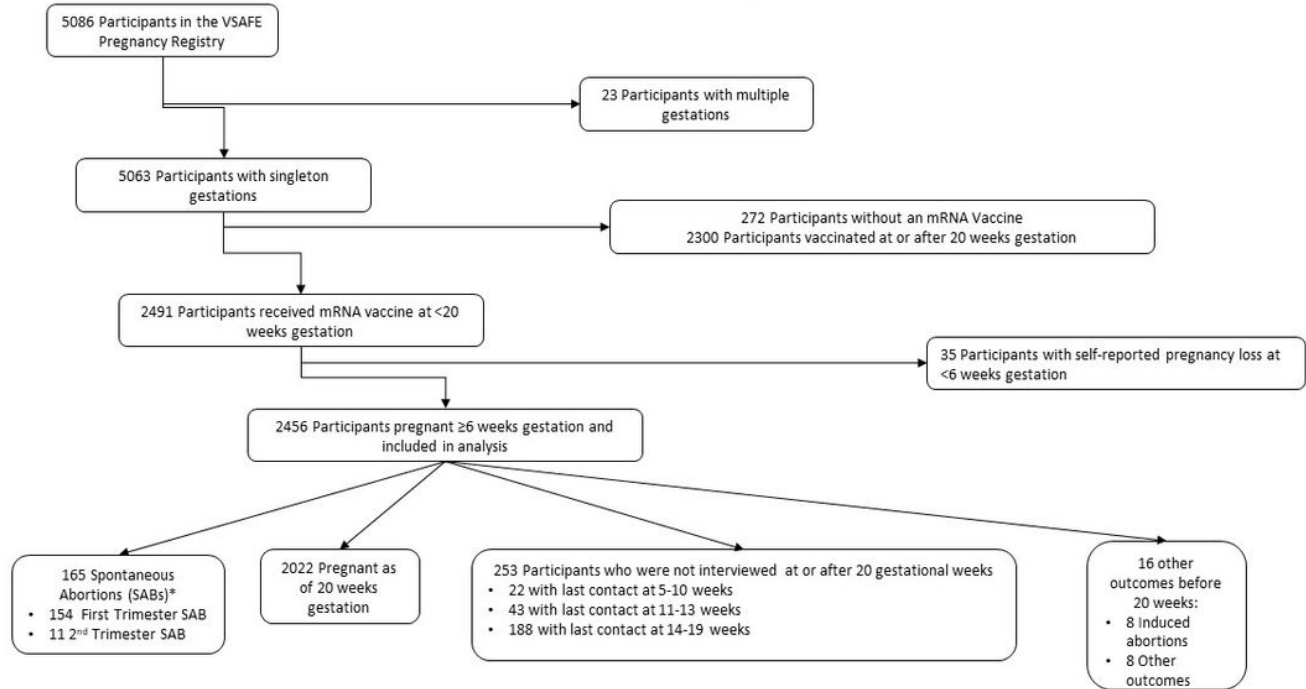 5086 Participants in the VSAFE
Pregnancy Registry
23 Participants with multiple
gestations
5063 Participants with singleton
gestations
272 Participants without an mRNA Vaccine
2300 Participants vaccinated at or after 20 weeks gestation
2491 Participants received mRNA vaccine at <20
weeks gestation
35 Participants with self-reported pregnancy loss at
<6 weeks gestation
2456 Participants pregnant ≥6 weeks gestation and
included in analysis
165 Spontaneous
Abortions (SABs)*
• 154 First Trimester SAB
• 11 2nd Trimester SAB
2022 Pregnant as
of 20 weeks
gestation
253 Participants who were not interviewed at or after 20 gestational weeks
• 22 with last contact at 5-10 weeks
• 43 with last contact at 11-13 weeks
• 188 with last contact at 14-19 weeks
16 other
outcomes before
20 weeks:
• 8 Induced
abortions
• 8 Other
outcomes